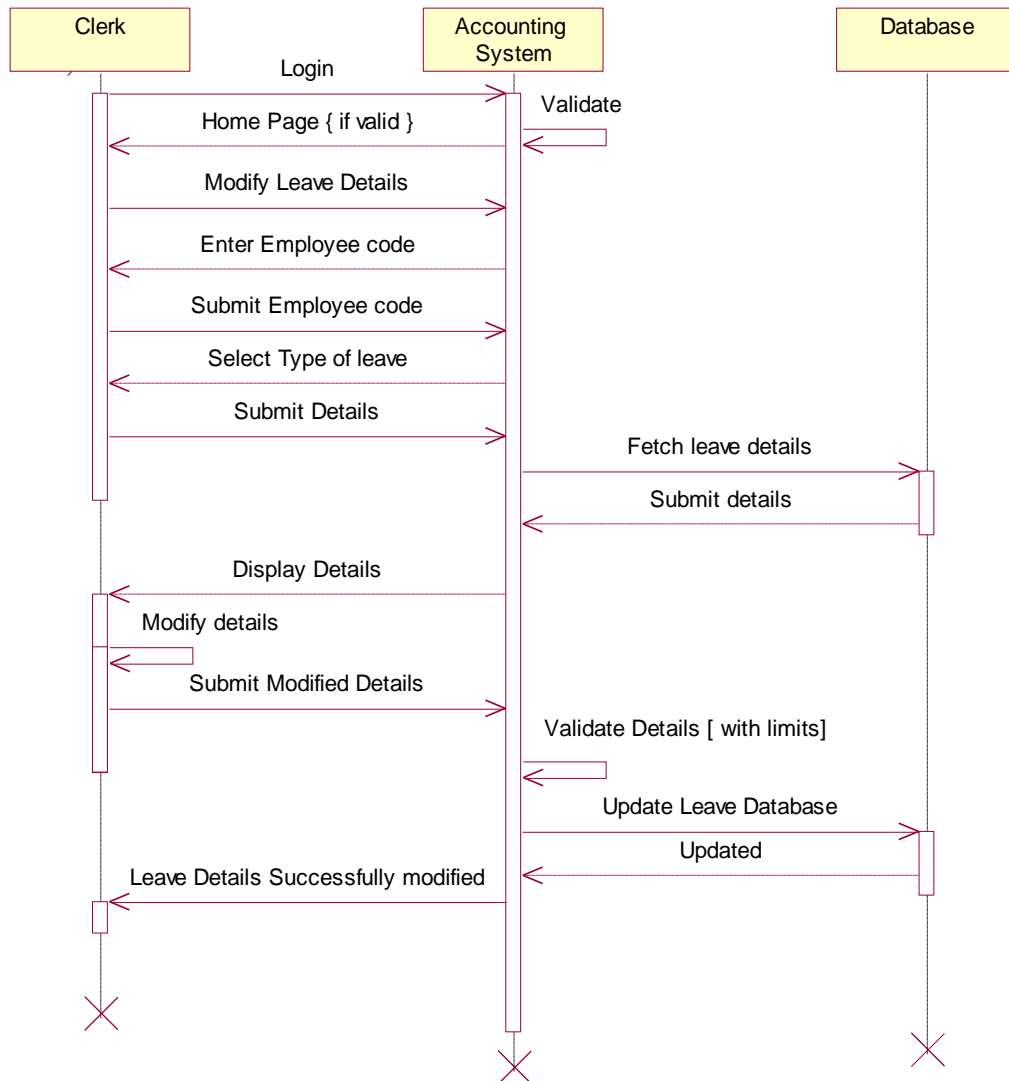 Clerk
Accounting
System
Database
Login
Validate
Home Page { if valid }
Modify Leave Details
Enter Employee code
Submit Employee code
Select Type of leave
Submit Details
Fetch leave details
Submit details
Display Details
Modify details
Submit Modified Details
Validate Details [ with limits]
Update Leave Database
Updated
Leave Details Successfully modified